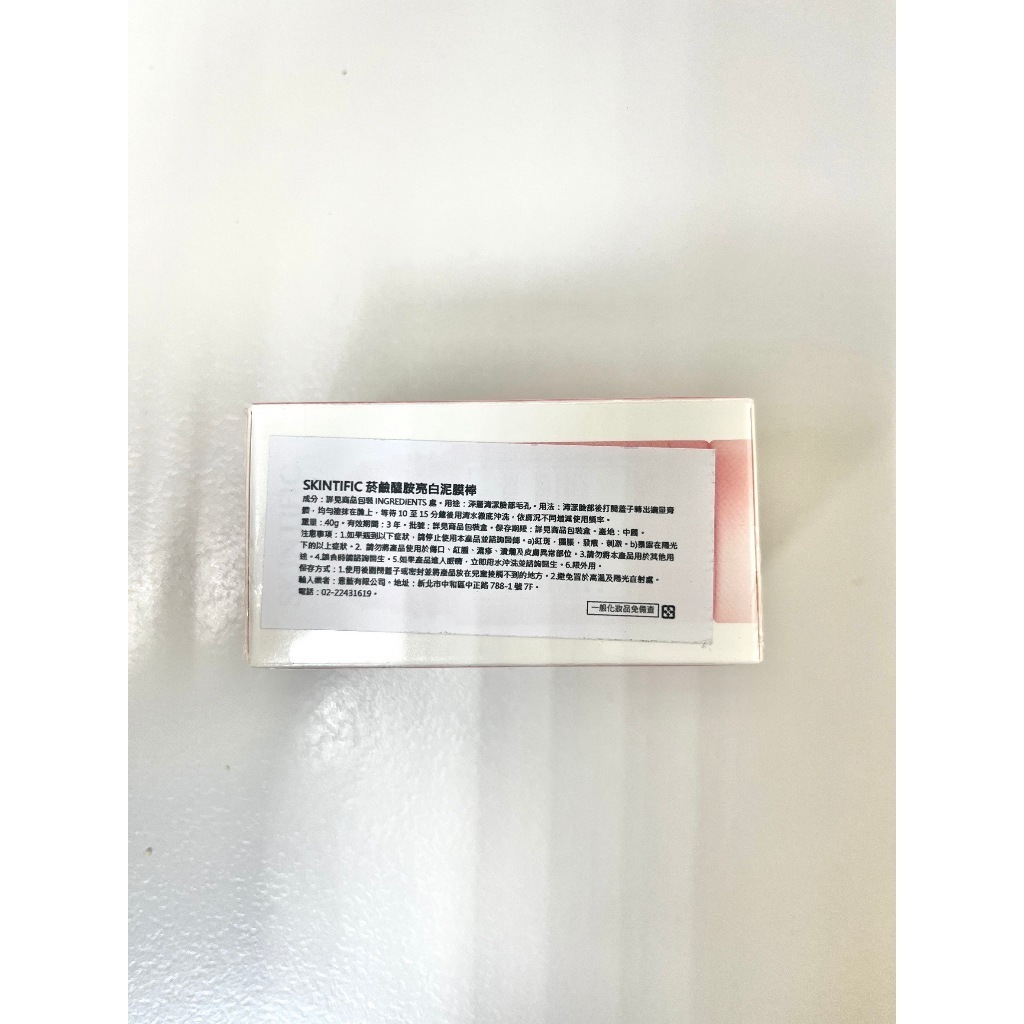 SKINTIFIC 菸鹼醯胺亮白泥膜棒
成分：詳見商品包裝 INGREDIENTS 處。用途：深層清潔臉部毛孔。用法：清潔臉部後打開蓋子轉出適量膏
體，均勻塗抹在臉上，等待 10 至 15 分鐘後用清水徹底沖洗，依膚況不同增減使用頻率。
重量：40g。有效期間：3 年。批號：詳見商品包裝盒。保存期限：詳見商品包裝盒。產地：中國。
注意事項：1.如果遇到以下症狀，請停止使用本產品並諮詢醫師。a)紅斑，腫脹，發癢，刺激。b)暴露在陽光
下的以上症狀。2. 請勿將產品使用於傷口、紅腫、濕疹、潰爛及皮膚異常部位。3.請勿將本產品用於其他用
途。4.誤食時請諮詢醫生。5.如果產品進入眼睛，立即用水沖洗並諮詢醫生。6.限外用。
保存方式：1.使用後關閉蓋子或密封並將產品放在兒童接觸不到的地方。2.避免置於高溫及陽光直射處。
輸入業者：意藍有限公司。地址：新北市中和區中正路 788-1 號 7F。
電話：02-22431619。
一般化妝品免備查